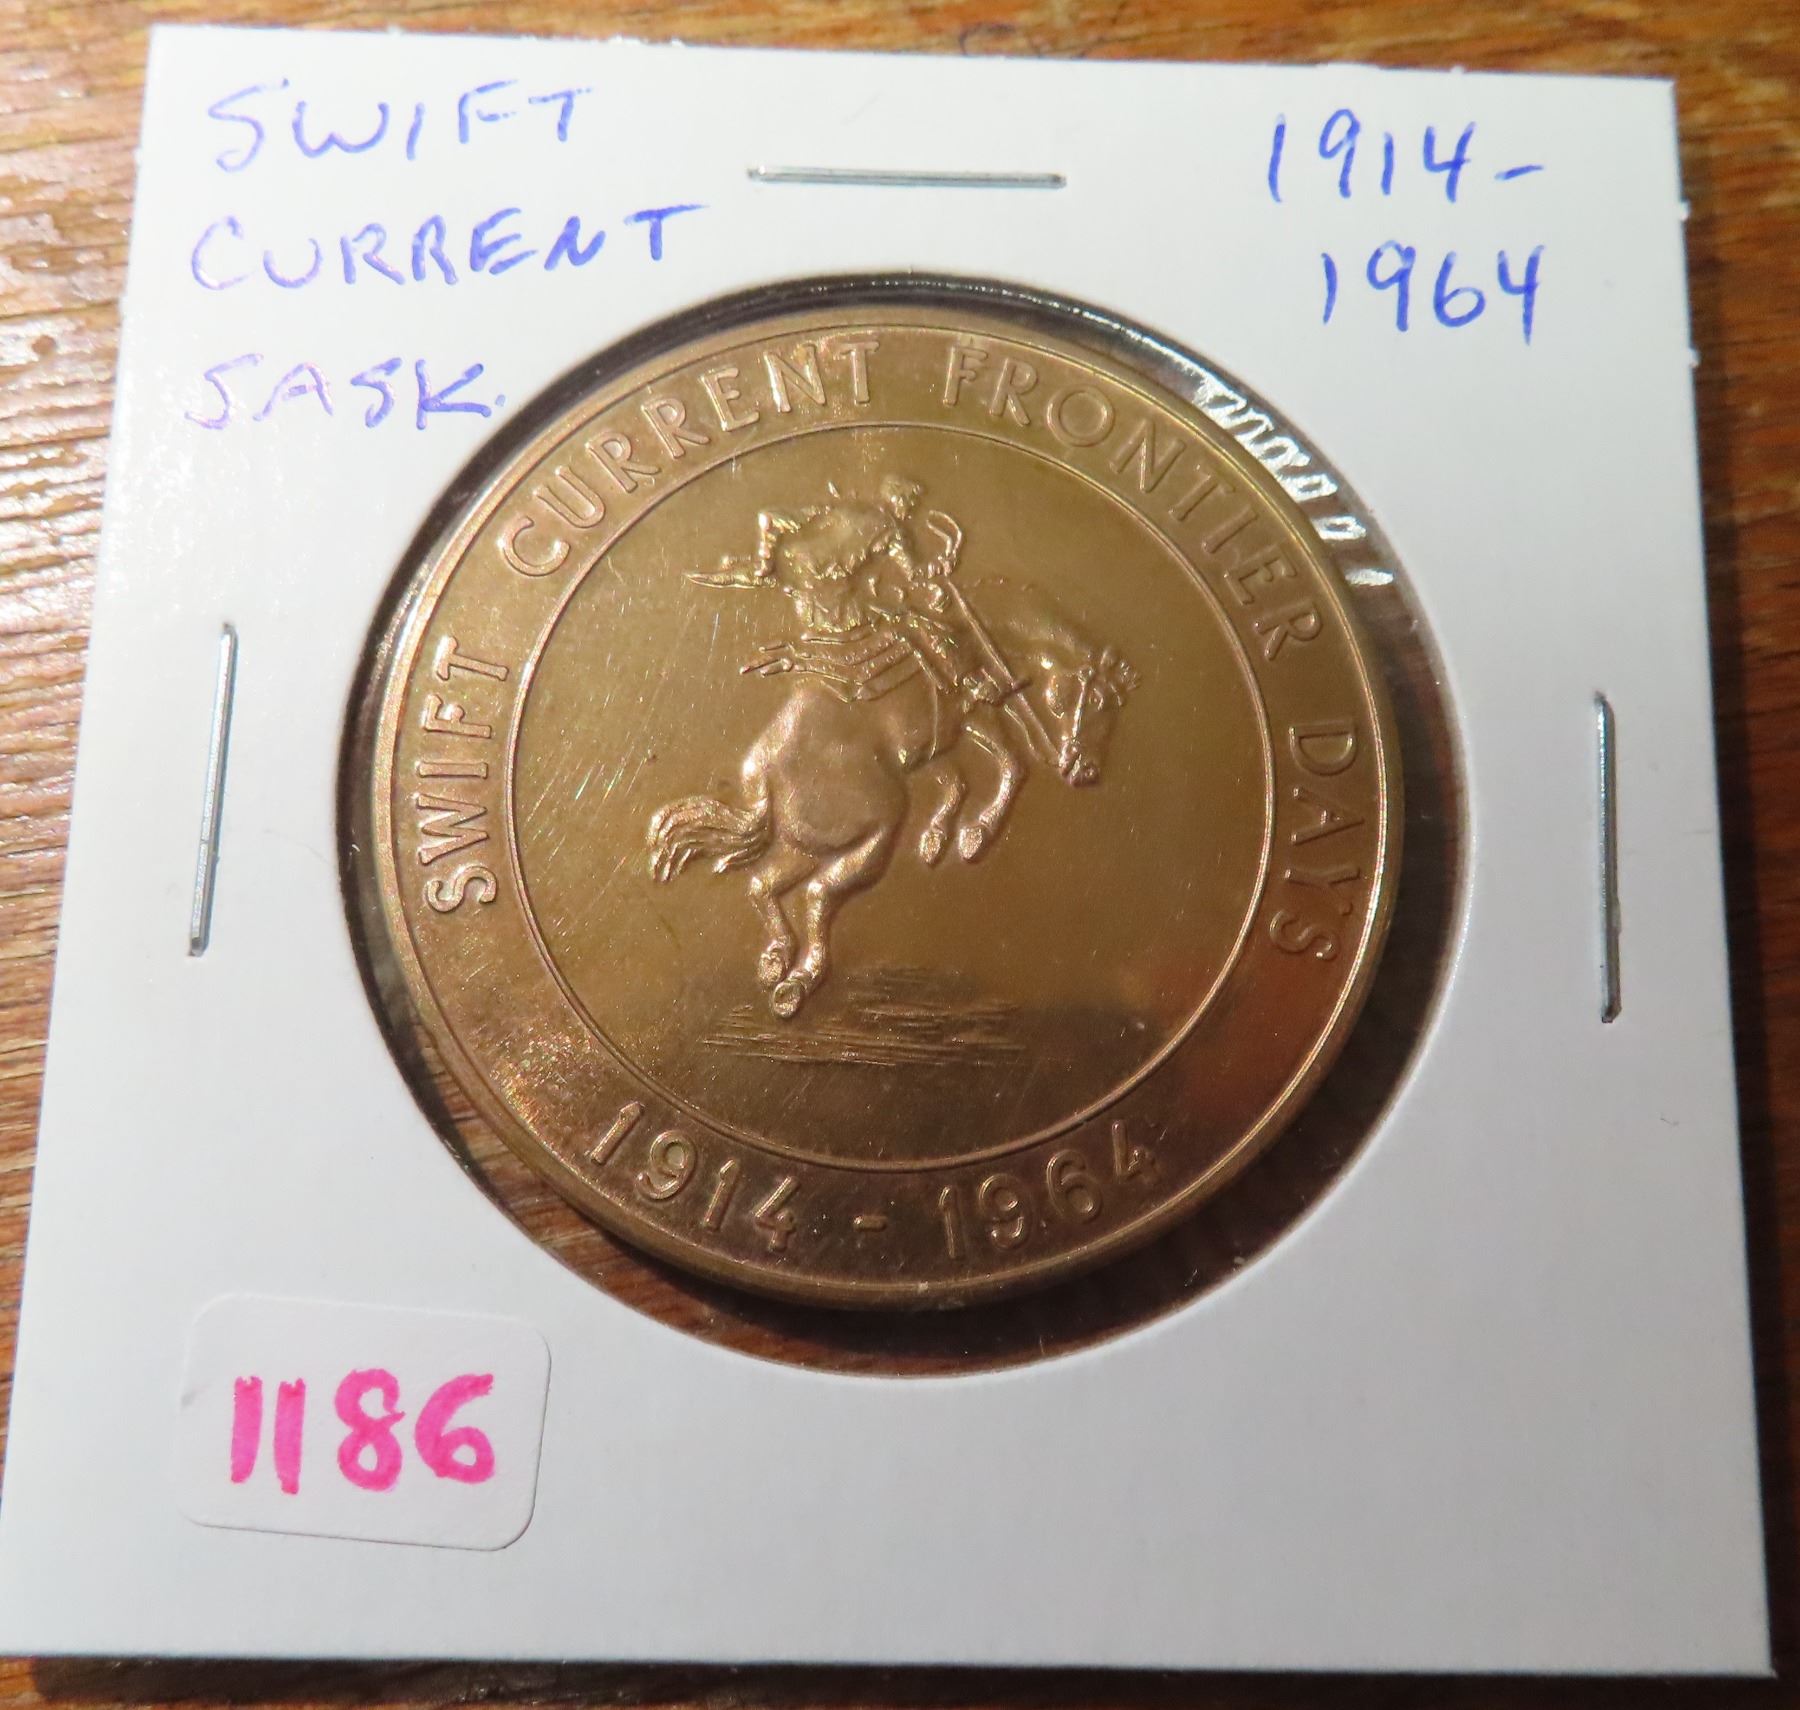 SWIFT
CURRENT
SASK.
1914-
1964
SWIFT CURRENT FRONTIER DAYS
1914 - 1964
1186